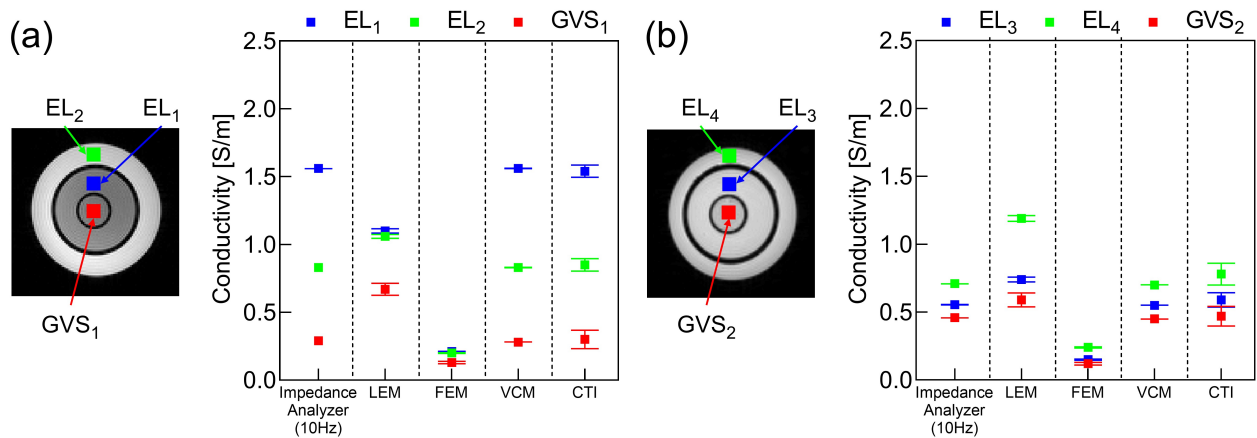 (a)
EL1
EL2
GVS1
EL2
EL1
GVS1
Conductivity [S/m]
2.5
2.0
1.5
1.0
0.5
0.0
Impedance
Analyzer
(10Hz)
LEM
FEM
VCM
CTI
(b)
EL3
EL4
GVS2
EL4
EL3
GVS2
Conductivity [S/m]
2.5
2.0
1.5
1.0
0.5
0.0
Impedance
Analyzer
(10Hz)
LEM
FEM
VCM
CTI